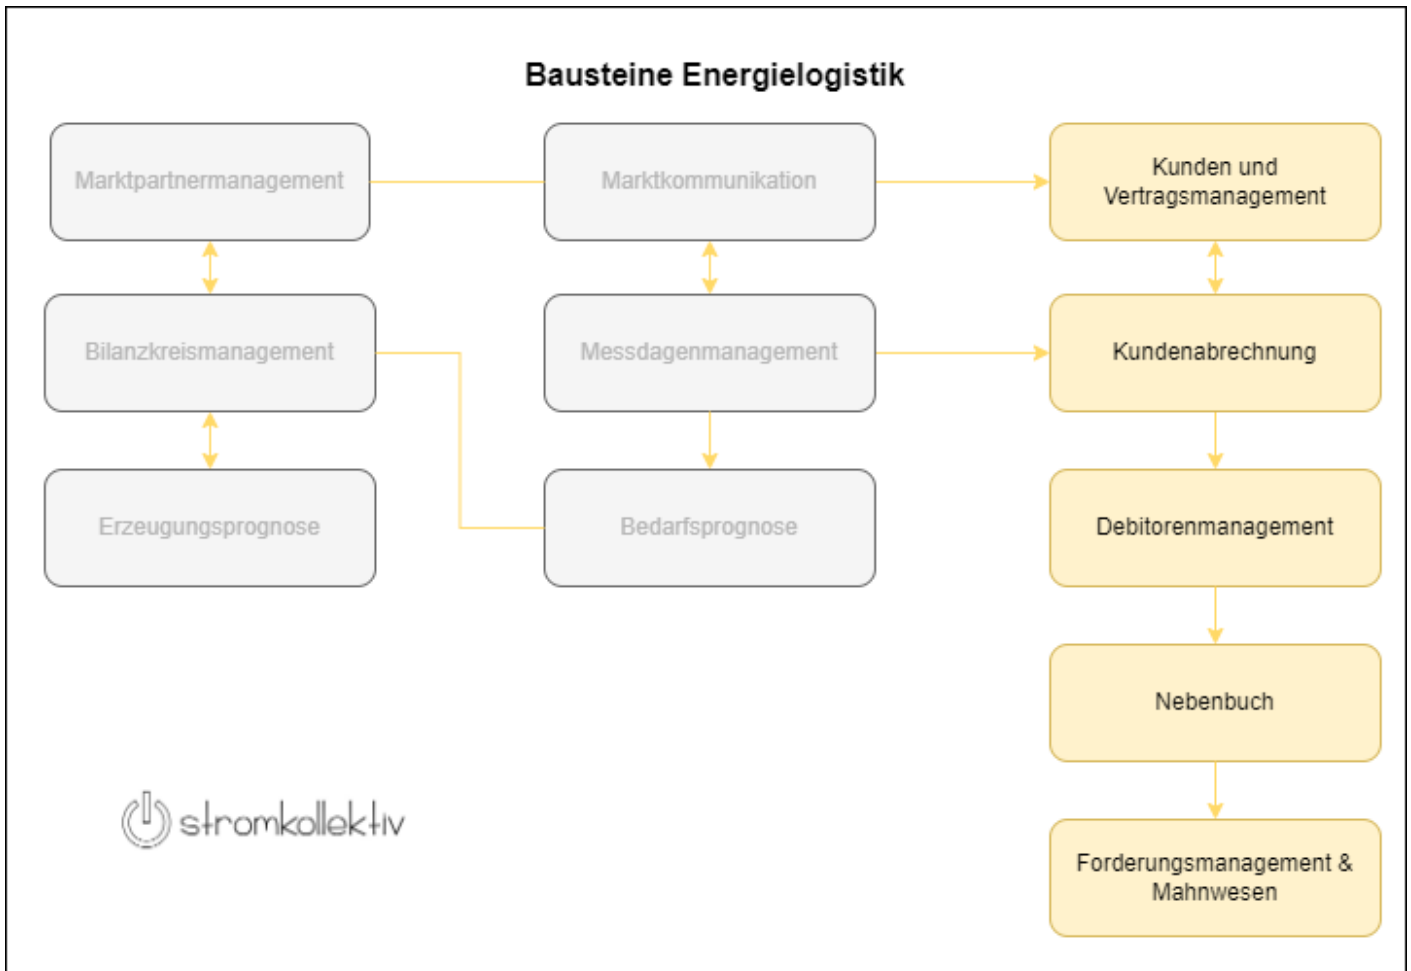 Bausteine Energielogistik
Marktpartnermanagement
Marktkommunikation
Kunden und
Vertragsmanagement
Bilanzkreismanagement
Messdagenmanagement
Kundenabrechnung
Erzeugungsprognose
Bedarfsprognose
Debitorenmanagement
Nebenbuch
stromkollektiv
Forderungsmanagement &
Mahnwesen